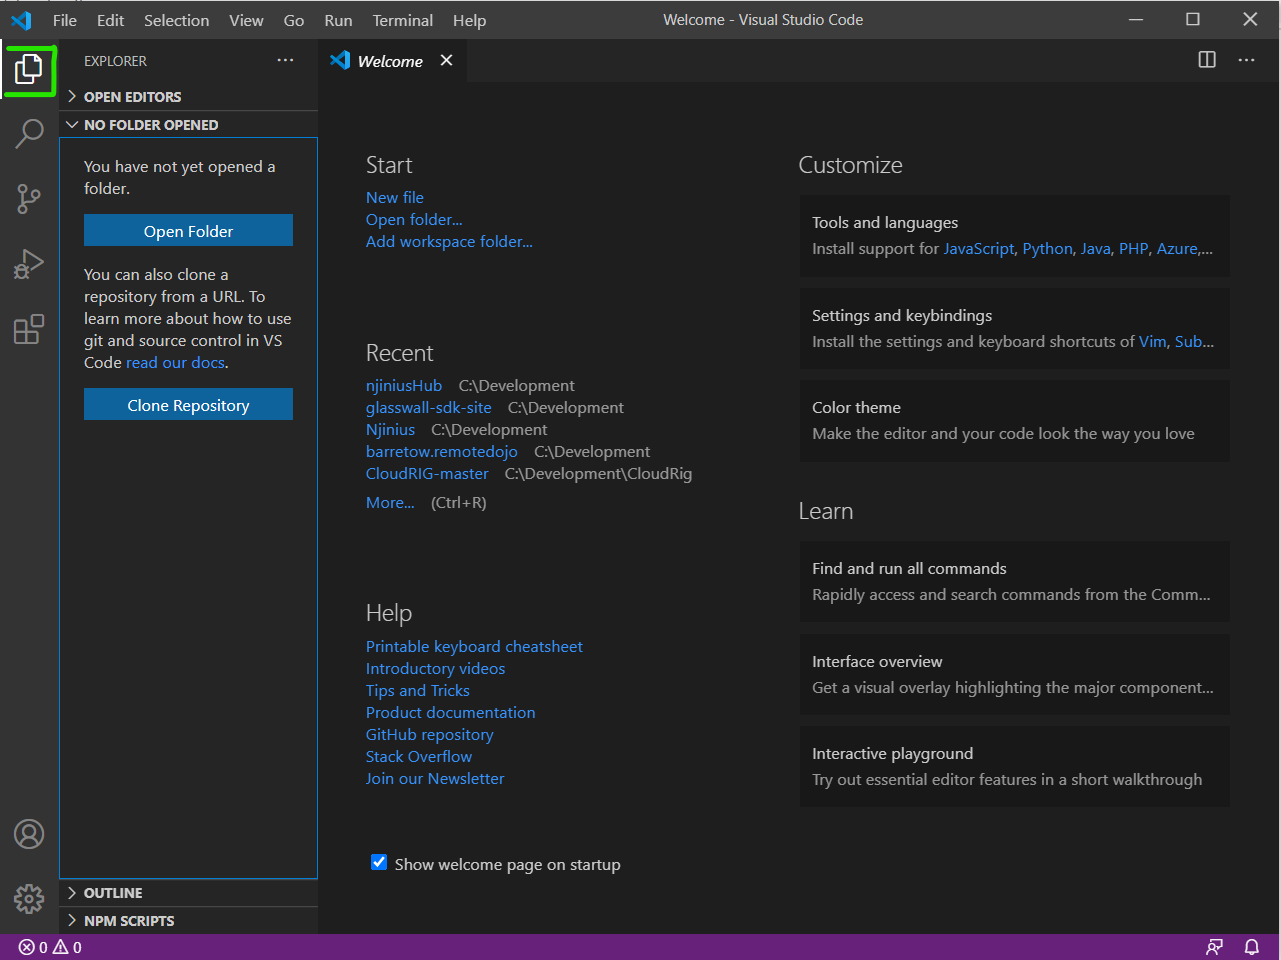 File Edit Selection View Go Run Terminal Help Welcome - Visual Studio Code
EXPLORER
Welcome
OPEN EDITORS
NO FOLDER OPENED
You have not yet opened a
folder.
Open Folder
You can also clone a
repository from a URL. To
learn more about how to use
git and source control in VS
Code read our docs.
Clone Repository
OUTLINE
NPM SCRIPTS
Start
New file
Open folder...
Add workspace folder...
Recent
njiniusHub C:\Development
glasswall-sdk-site C:\Development
Njinius C:\Development
barretow.remotedojo C:\Development
CloudRIG-master C:\Development\CloudRig
More... (Ctrl+R)
Help
Printable keyboard cheatsheet
Introductory videos
Tips and Tricks
Product documentation
GitHub repository
Stack Overflow
Join our Newsletter
Show welcome page on startup
Customize
Tools and languages
Install support for JavaScript, Python, Java, PHP, Azure,...
Settings and keybindings
Install the settings and keyboard shortcuts of Vim, Sub...
Color theme
Make the editor and your code look the way you love
Learn
Find and run all commands
Rapidly access and search commands from the Comm...
Interface overview
Get a visual overlay highlighting the major component...
Interactive playground
Try out essential editor features in a short walkthrough
0 0